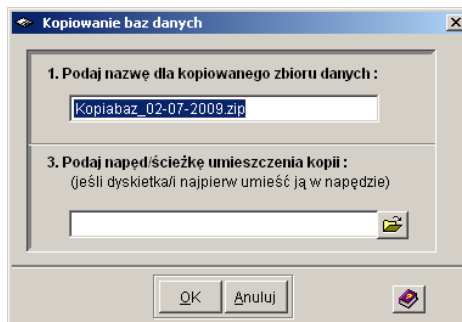 Kopiowanie baz danych
1. Podaj nazwę dla kopiowanego zbioru danych :
Kopiabaz_02-07-2009.zip
3. Podaj napęd/ścieżkę umieszczenia kopii :
(jeśli dyskietka/i najpierw umieść ją w napędzie)
OK Anuluj